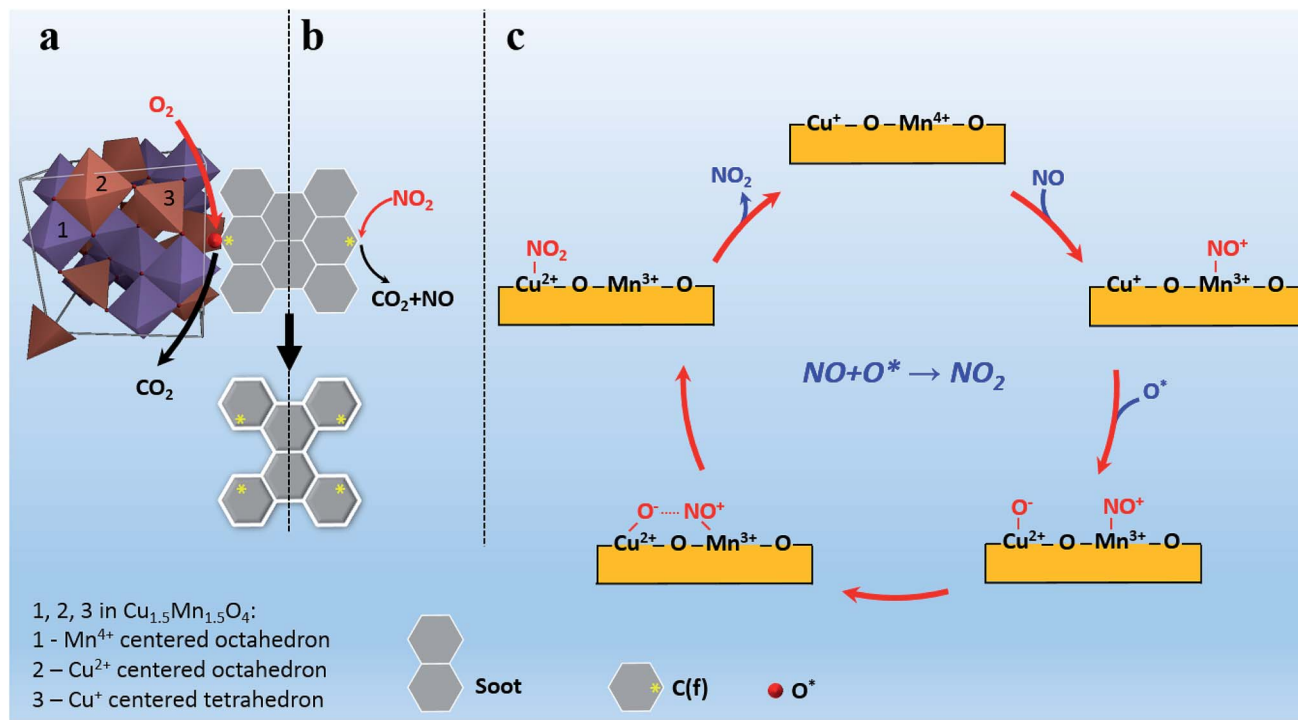 a
b
c
O₂
2
3
1
*
*
NO₂
CO₂+NO
CO₂
*
*
*
*
Cu⁺ – O – Mn⁴⁺ – O –
NO
NO⁺
Cu⁺ – O – Mn³⁺ – O –
O*
O⁻ NO⁺
Cu²⁺ – O – Mn³⁺ – O –
O⁻ ····· NO⁺
Cu²⁺ – O – Mn³⁺ – O –
NO₂
Cu²⁺ – O – Mn³⁺ – O –
NO₂
NO+O* → NO₂
1, 2, 3 in Cu₁.₅Mn₁.₅O₄:
1 - Mn⁴⁺ centered octahedron
2 – Cu²⁺ centered octahedron
3 – Cu⁺ centered tetrahedron
Soot
* C(f)
O*